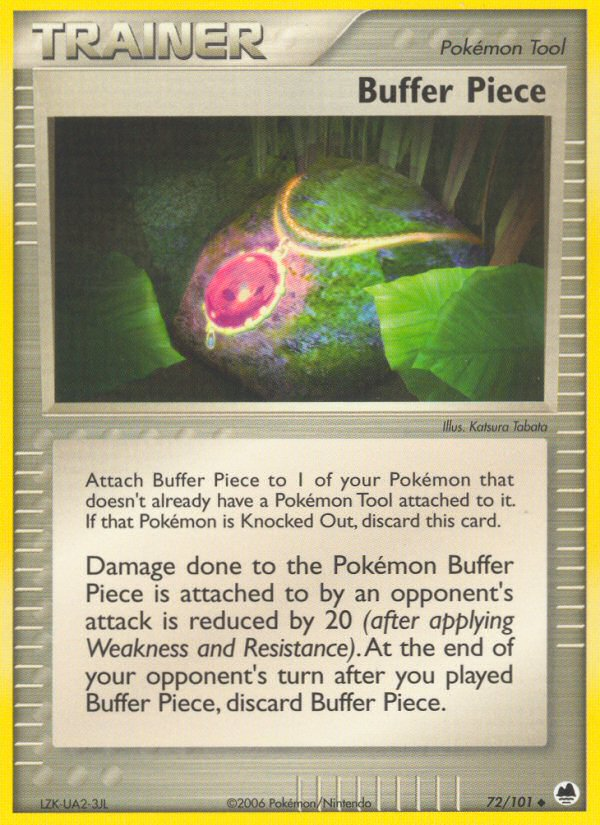 TRAINER
Pokémon Tool
Buffer Piece
Illus. Katsura Tabata
Attach Buffer Piece to 1 of your Pokémon that
doesn't already have a Pokémon Tool attached to it.
If that Pokémon is Knocked Out, discard this card.
Damage done to the Pokémon Buffer
Piece is attached to by an opponent's
attack is reduced by 20 (after applying
Weakness and Resistance). At the end of
your opponent's turn after you played
Buffer Piece, discard Buffer Piece.
LZK-UA2-3JL
©2006 Pokémon/Nintendo
72/101